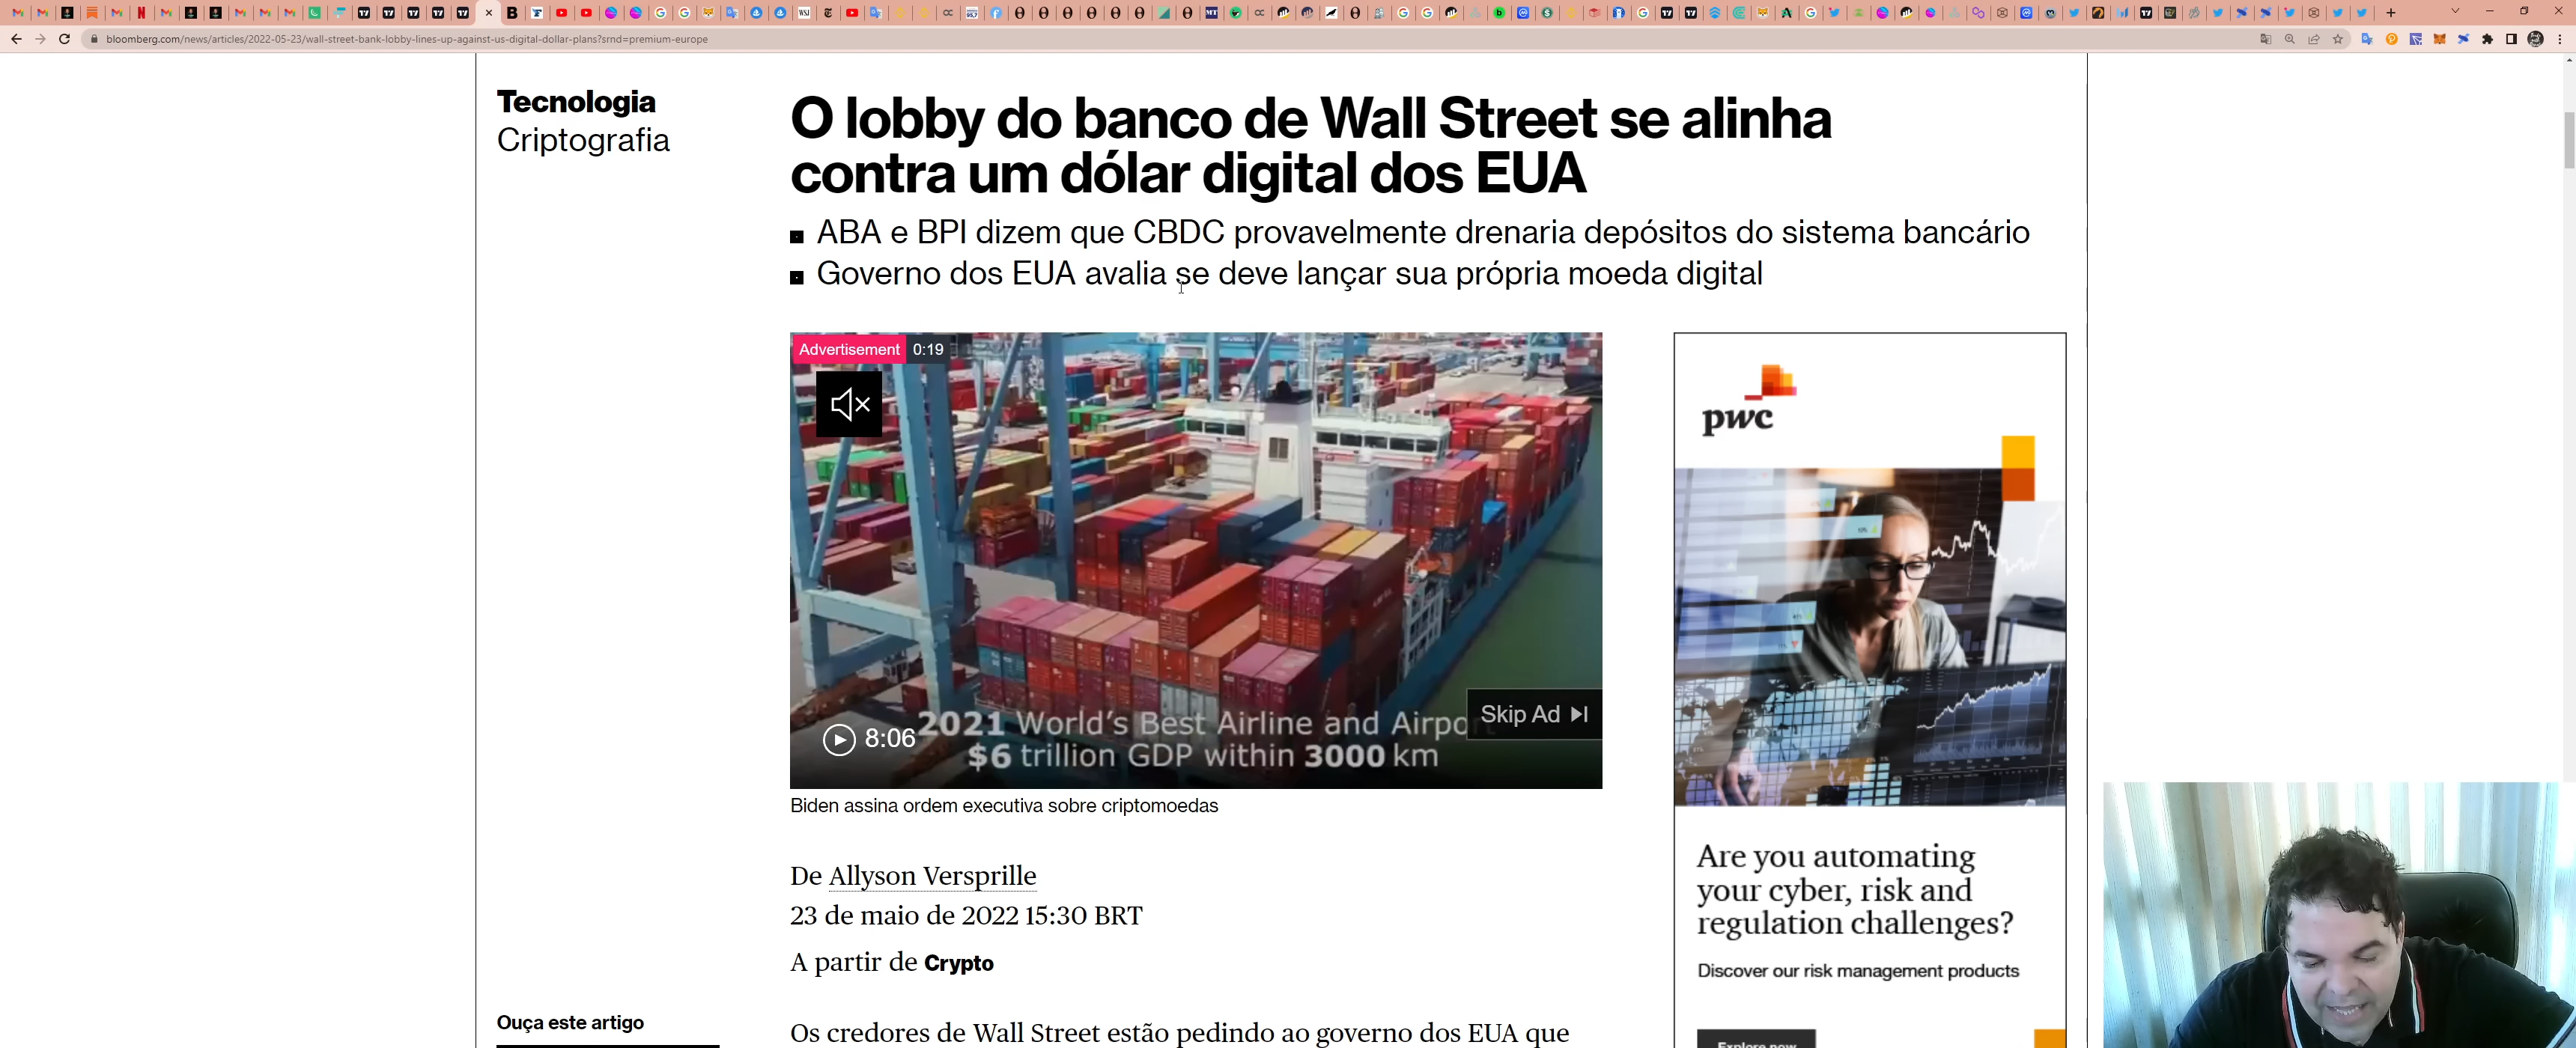 bloomberg.com/news/articles/2022-05-23/wall-street-bank-lobby-lines-up-against-us-digital-dollar-plans?srnd=premium-europe
Tecnologia
Criptografia
O lobby do banco de Wall Street se alinha
contra um dólar digital dos EUA
ABA e BPI dizem que CBDC provavelmente drenaria depósitos do sistema bancário
Governo dos EUA avalia se deve lançar sua própria moeda digital
Advertisement 0:19
2021 World's Best Airline and Airport
$6 trillion GDP within 3000 km
8:06
Skip Ad
Biden assina ordem executiva sobre criptomoedas
De Allyson Versprille
23 de maio de 2022 15:30 BRT
A partir de Crypto
Ouça este artigo
Os credores de Wall Street estão pedindo ao governo dos EUA que
pwc
Are you automating
your cyber, risk and
regulation challenges?
Discover our risk management products
Explore now